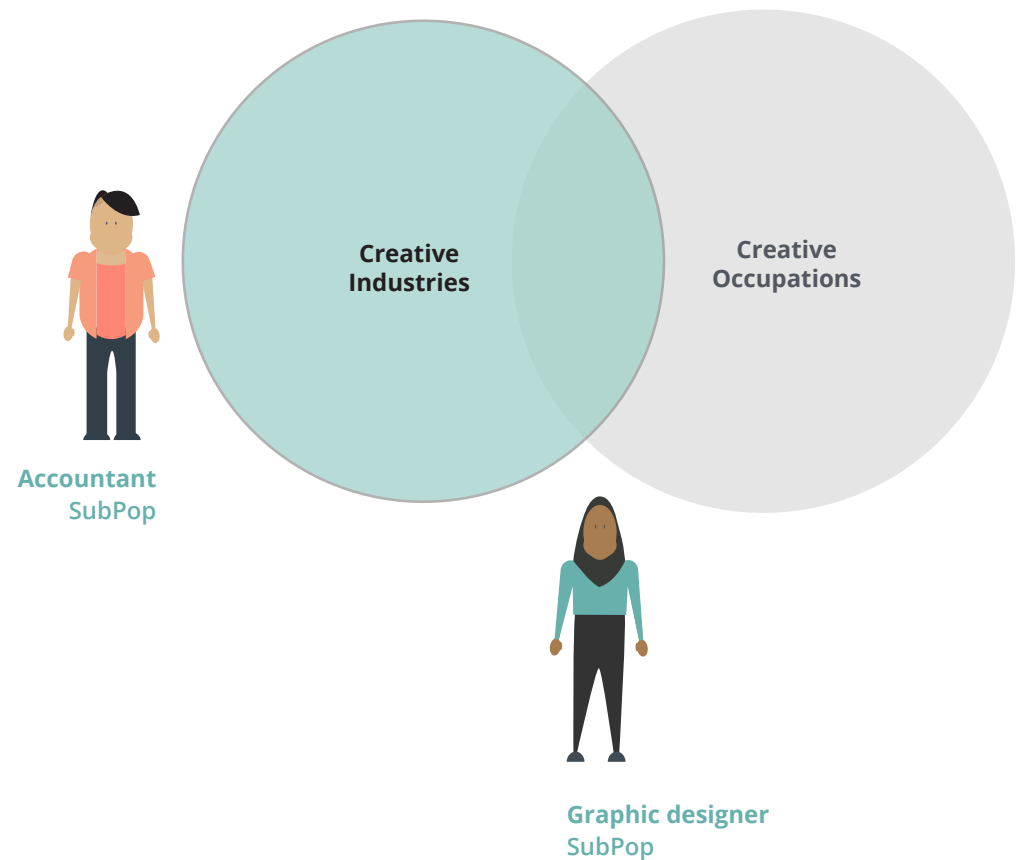 Creative
Industries
Creative
Occupations
Accountant
SubPop
Graphic designer
SubPop